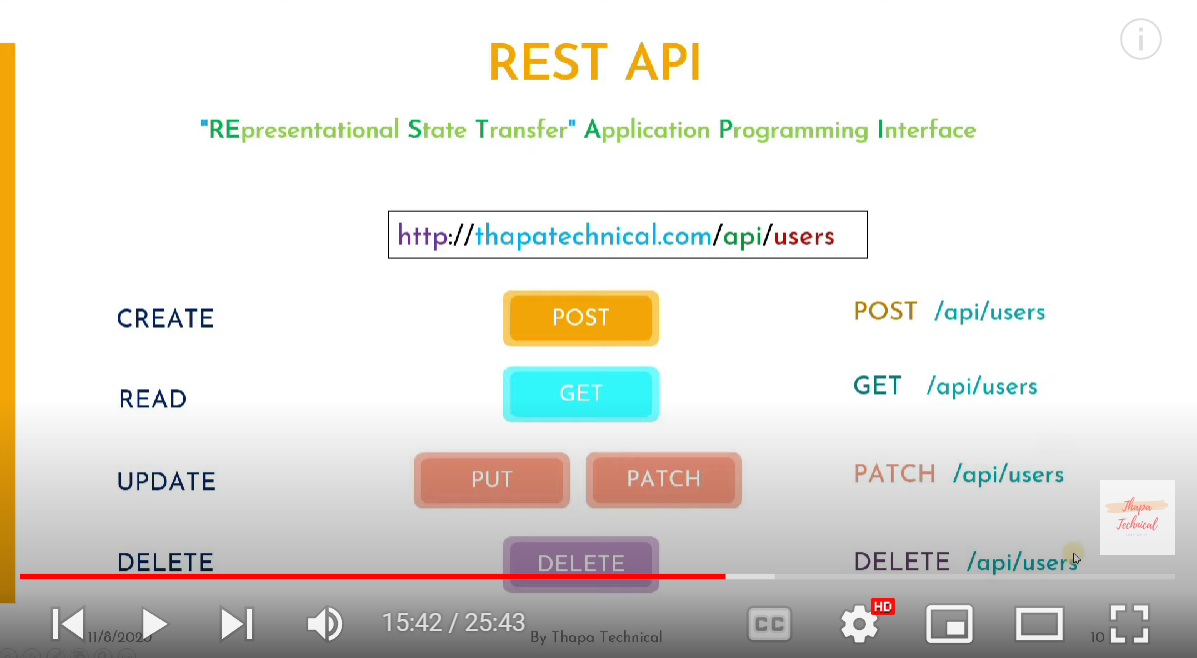 REST API
"REpresentational State Transfer" Application Programming Interface
http://thapatechnical.com/api/users
CREATE POST POST /api/users
READ GET GET /api/users
UPDATE PUT PATCH PATCH /api/users
Thapa
Technical
DELETE DELETE DELETE /api/users
HD
15:42 / 25:43 CC
11/8/2020 By Thapa Technical 10